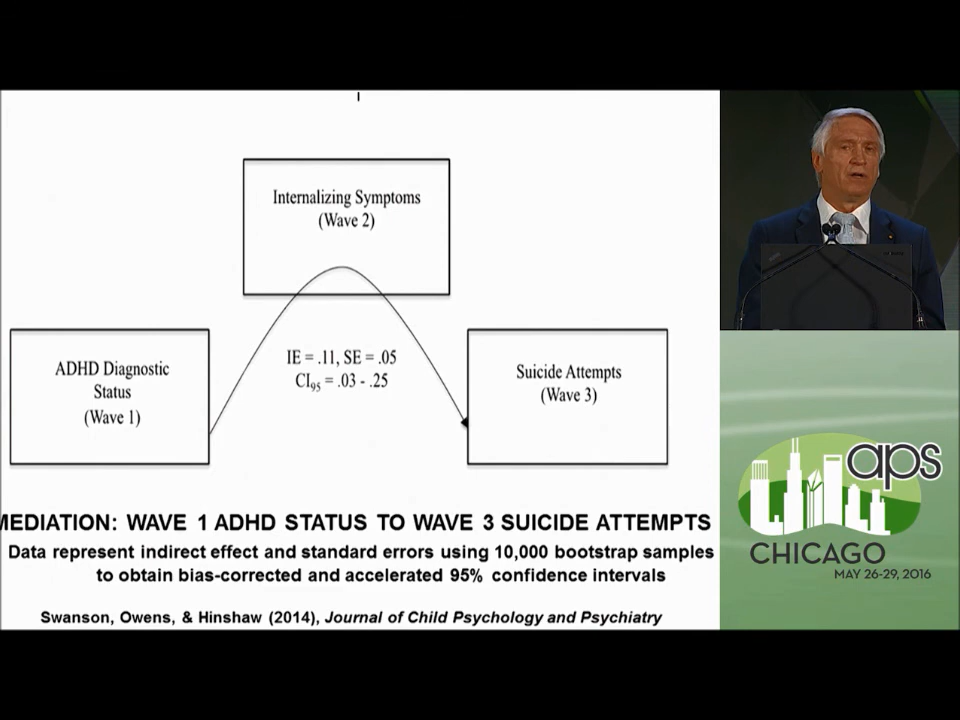 Internalizing Symptoms
(Wave 2)
ADHD Diagnostic
Status
(Wave 1)
IE = .11, SE = .05
CI95 = .03 - .25
Suicide Attempts
(Wave 3)
MEDIATION: WAVE 1 ADHD STATUS TO WAVE 3 SUICIDE ATTEMPTS
Data represent indirect effect and standard errors using 10,000 bootstrap samples
to obtain bias-corrected and accelerated 95% confidence intervals
Swanson, Owens, & Hinshaw (2014), Journal of Child Psychology and Psychiatry
aps
CHICAGO
MAY 26-29, 2016